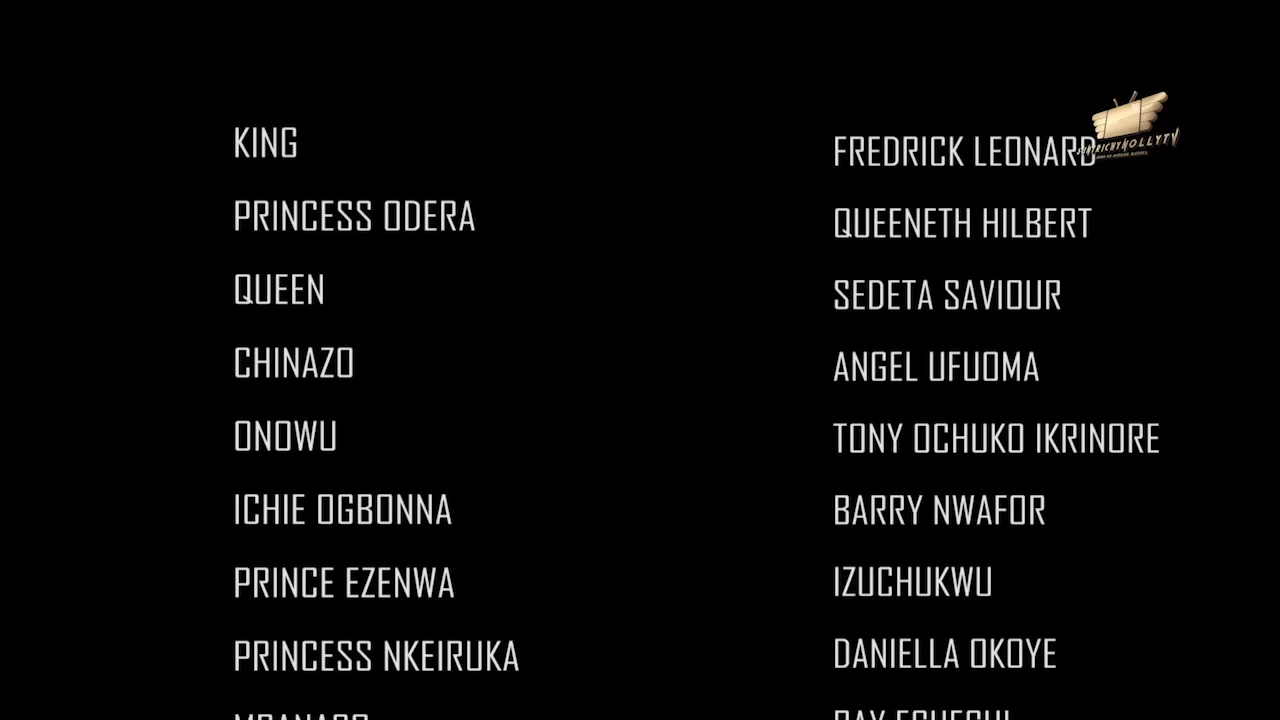 KING FREDRICK LEONARD
PRINCESS ODERA QUEENETH HILBERT
QUEEN SEDETA SAVIOUR
CHINAZO ANGEL UFUOMA
ONOWU TONY OCHUKO IKRINORE
ICHIE OGBONNA BARRY NWAFOR
PRINCE EZENWA IZUCHUKWU
PRINCESS NKEIRUKA DANIELLA OKOYE